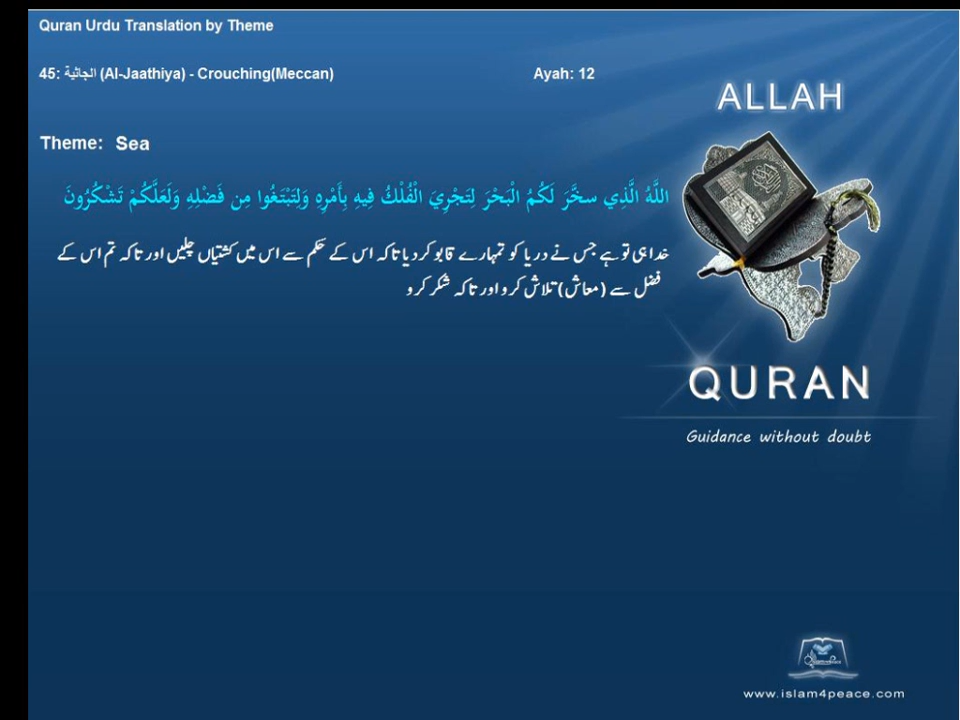 Quran Urdu Translation by Theme
45: الجاثية (Al-Jaathiya) - Crouching(Meccan) Ayah: 12
ALLAH
Theme: Sea
اللَّهُ الَّذِي سخَّرَ لَكُمُ الْبَحْرَ لِتَجْرِيَ الْفُلْكُ فِيهِ بِأَمْرِهِ وَلِتَبْتَغُوا مِن فَضْلِهِ وَلَعَلَّكُمْ تَشْكُرُونَ
خدا ہی تو ہے جس نے دریا کو تمہارے قابو کردیا تاکہ اس کے حکم سے اس میں کشتیاں چلیں اور تاکہ تم اس کے
فضل سے (معاش) تلاش کرو اور تاکہ شکر کرو
QURAN
Guidance without doubt
www.islam4peace.com